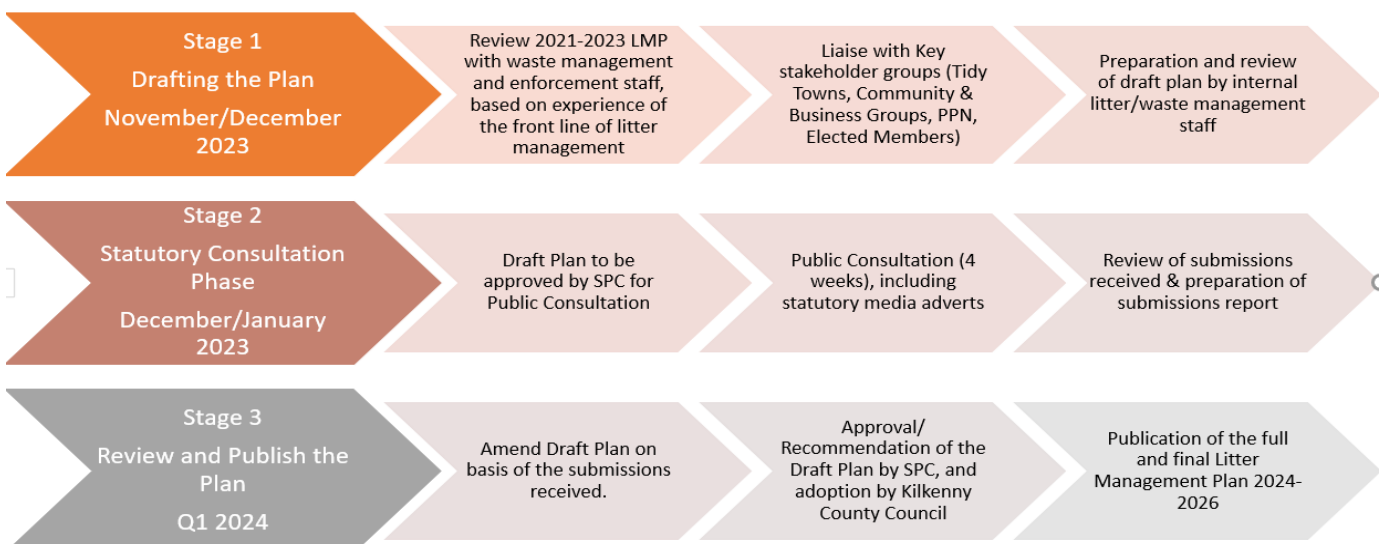 Stage 1
Drafting the Plan
November/December
2023
Review 2021-2023 LMP
with waste management
and enforcement staff,
based on experience of
the front line of litter
management
Liaise with Key
stakeholder groups (Tidy
Towns, Community &
Business Groups, PPN,
Elected Members)
Preparation and review
of draft plan by internal
litter/waste management
staff
Stage 2
Statutory Consultation
Phase
December/January
2023
Draft Plan to be
approved by SPC for
Public Consultation
Public Consultation (4
weeks), including
statutory media adverts
Review of submissions
received & preparation of
submissions report
Stage 3
Review and Publish the
Plan
Q1 2024
Amend Draft Plan on
basis of the submissions
received.
Approval/
Recommendation of the
Draft Plan by SPC, and
adoption by Kilkenny
County Council
Publication of the full
and final Litter
Management Plan 2024-
2026